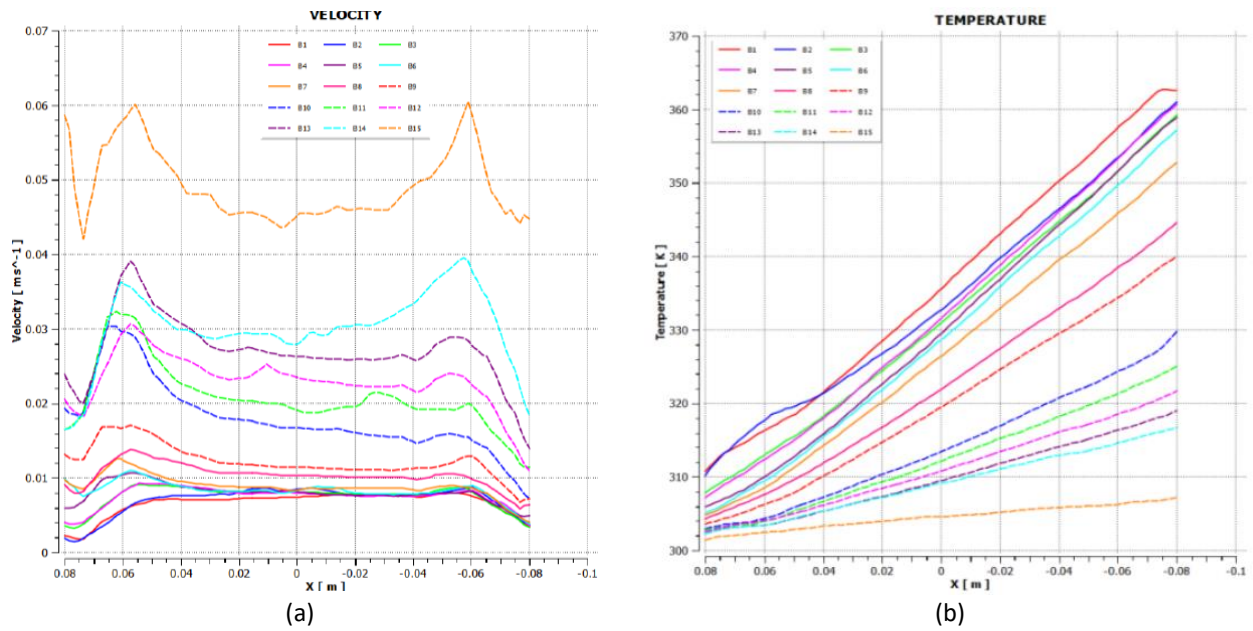 VELOCITY
0.07
0.06
0.05
0.04
0.03
0.02
0.01
0
Velocity [ ms^-1 ]
B1 B2 B3
B4 B5 B6
B7 B8 B9
B10 B11 B12
B13 B14 B15
0.08 0.06 0.04 0.02 0 -0.02 -0.04 -0.06 -0.08 -0.1
X [ m ]
(a)
TEMPERATURE
370
360
350
340
330
320
310
300
Temperature [ K ]
B1 B2 B3
B4 B5 B6
B7 B8 B9
B10 B11 B12
B13 B14 B15
0.08 0.06 0.04 0.02 0 -0.02 -0.04 -0.06 -0.08 -0.1
X [ m ]
(b)